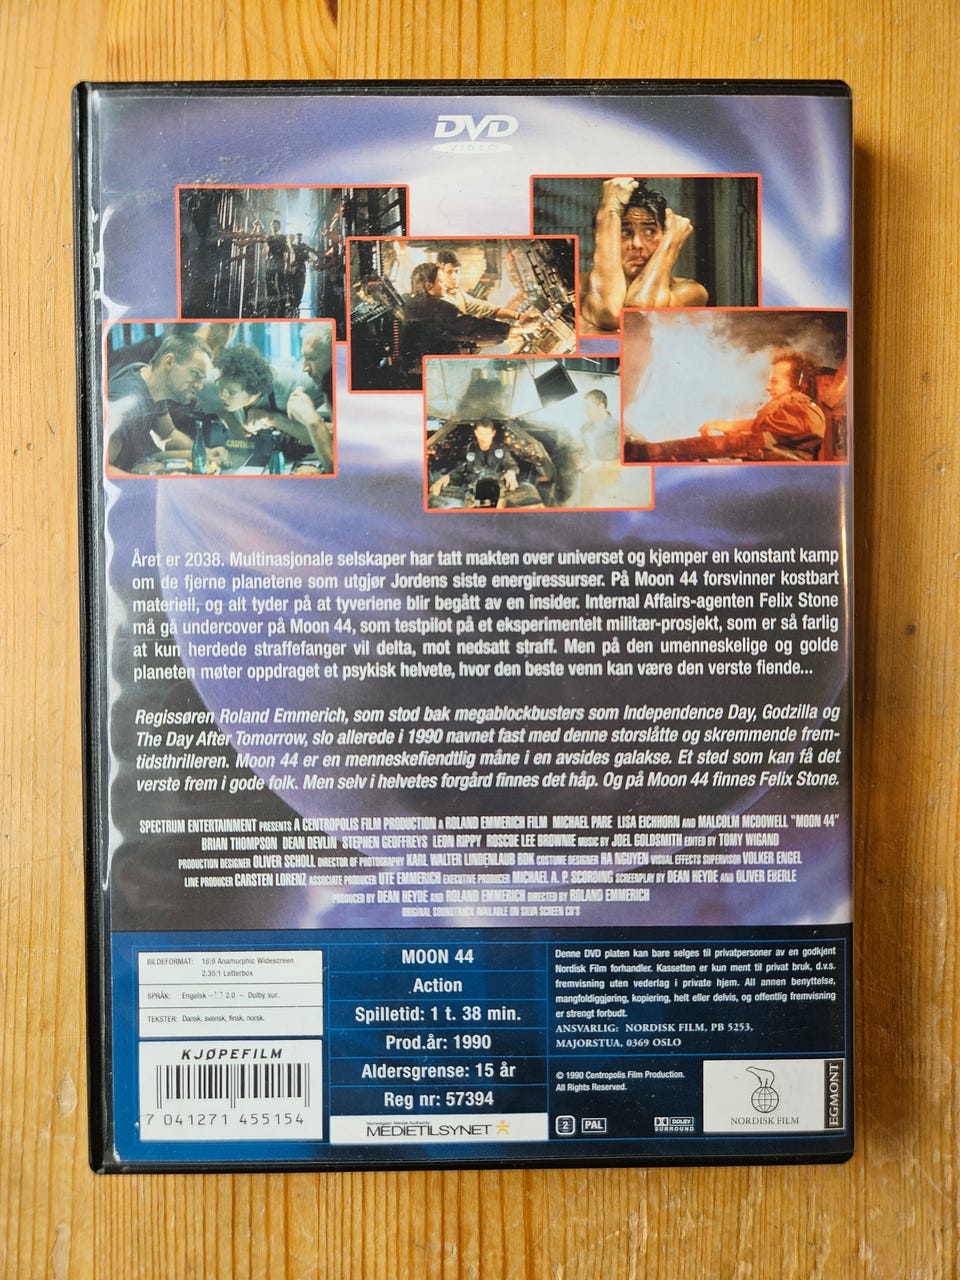 DVD
VIDEO
CAUTION
Året er 2038. Multinasjonale selskaper har tatt makten over universet og kjemper en konstant kamp
om de fjerne planetene som utgjør Jordens siste energiressurser. På Moon 44 forsvinner kostbart
materiell, og alt tyder på at tyveriene blir begått av en insider. Internal Affairs-agenten Felix Stone
må gå undercover på Moon 44, som testpilot på et eksperimentelt militær-prosjekt, som er så farlig
at kun herdede straffefanger vil delta, mot nedsatt straff. Men på den umenneskelige og golde
planeten møter oppdraget et psykisk helvete, hvor den beste venn kan være den verste fiende...
Regissøren Roland Emmerich, som stod bak megablockbusters som Independence Day, Godzilla og
The Day After Tomorrow, slo allerede i 1990 navnet fast med denne storslåtte og skremmende frem-
tidsthrilleren. Moon 44 er en menneskefiendtlig måne i en avsides galakse. Et sted som kan få det
verste frem i gode folk. Men selv i helvetes forgård finnes det håp. Og på Moon 44 finnes Felix Stone.
SPECTRUM ENTERTAINMENT PRESENTS A CENTROPOLIS FILM PRODUCTION A ROLAND EMMERICH FILM MICHAEL PARE LISA EICHHORN AND MALCOLM MCDOWELL "MOON 44"
BRIAN THOMPSON DEAN DEVLIN STEPHEN GEOFFREYS LEON RIPPY ROSCOE LEE BROWNIE MUSIC BY JOEL GOLDSMITH EDITED BY TOMY WIGAND
PRODUCTION DESIGNER OLIVER SCHOLL DIRECTOR OF PHOTOGRAPHY KARL WALTER LINDENLAUB BDK COSTUME DESIGNER HA NGUYEN VISUAL EFFECTS SUPERVISOR VOLKER ENGEL
LINE PRODUCER CARSTEN LORENZ ASSOCIATE PRODUCER UTE EMMERICH EXECUTIVE PRODUCER MICHAEL A. P. SCORDING SCREENPLAY BY DEAN HEYDE AND OLIVER EBERLE
PRODUCED BY DEAN HEYDE AND ROLAND EMMERICH DIRECTED BY ROLAND EMMERICH
ORIGINAL SOUNDTRACK AVAILABLE ON SILVA SCREEN CD'S
BILDEFORMAT: 16:9 Anamorphic Widescreen
2.35:1 Letterbox
SPRÅK: Engelsk – 2.0 – Dolby sur.
TEKSTER: Dansk, svensk, finsk, norsk.
KJØPEFILM
7 041271 455154
MOON 44
Action
Spilletid: 1 t. 38 min.
Prod.år: 1990
Aldersgrense: 15 år
Reg nr: 57394
Norwegian Media Authority
MEDIETILSYNET
Denne DVD platen kan bare selges til privatpersoner av en godkjent
Nordisk Film forhandler. Kassetten er kun ment til privat bruk, d.v.s.
fremvisning uten vederlag i private hjem. All annen benyttelse,
mangfoldiggjøring, kopiering, helt eller delvis, og offentlig fremvisning
er strengt forbudt.
ANSVARLIG: NORDISK FILM, PB 5253,
MAJORSTUA, 0369 OSLO
© 1990 Centropolis Film Production.
All Rights Reserved.
2 PAL
DOLBY
SURROUND
NORDISK FILM
EGMONT